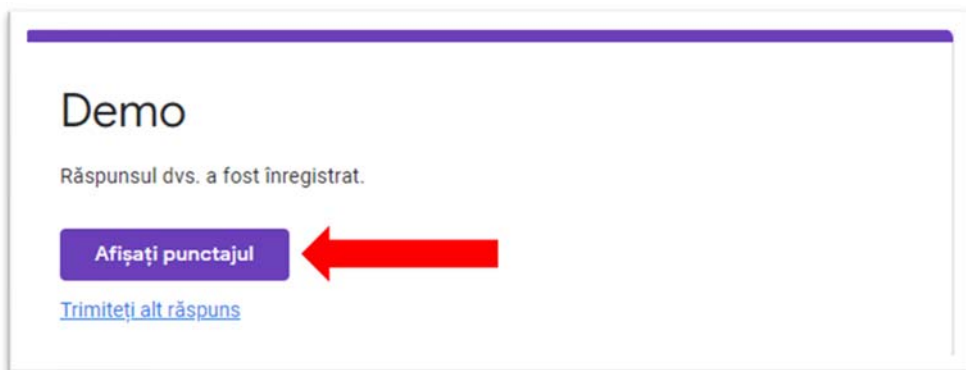 Demo
Răspunsul dvs. a fost înregistrat.
Afișați punctajul
Trimiteți alt răspuns